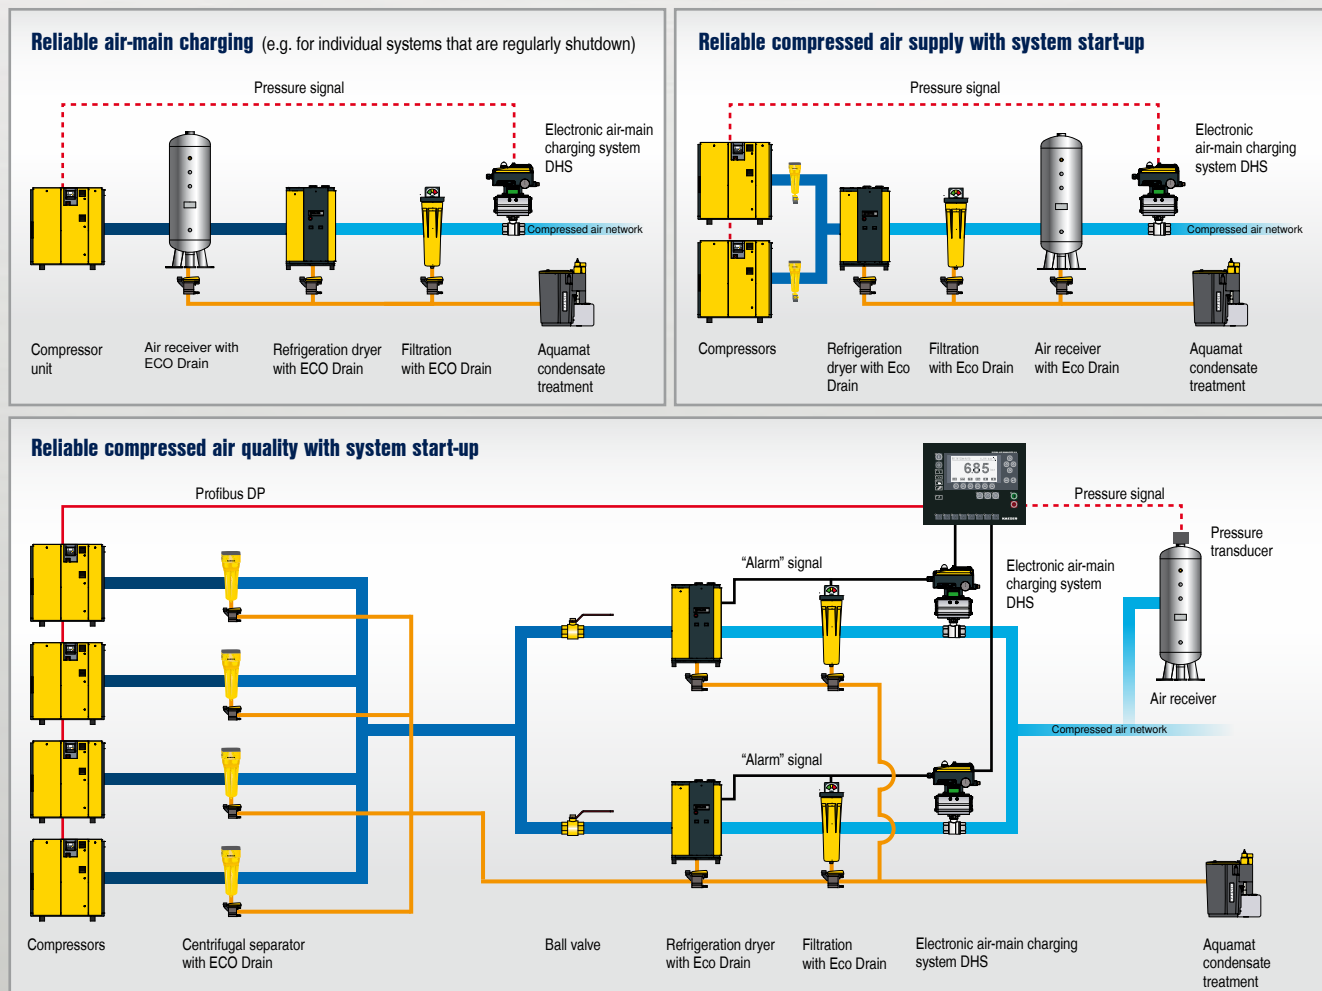 Reliable air-main charging (e.g. for individual systems that are regularly shutdown)
Pressure signal
Electronic air-main
charging system
DHS
Compressed air network
Compressor
unit
Air receiver with
ECO Drain
Refrigeration dryer
with ECO Drain
Filtration
with ECO Drain
Aquamat
condensate
treatment
Reliable compressed air supply with system start-up
Pressure signal
Electronic
air-main charging
system DHS
Compressed air network
Compressors
Refrigeration
dryer with Eco
Drain
Filtration
with Eco Drain
Air receiver
with Eco Drain
Aquamat
condensate
treatment
Reliable compressed air quality with system start-up
Profibus DP
6.85
KAESER
Pressure signal
Pressure
transducer
"Alarm" signal
Electronic air-main
charging system
DHS
Air receiver
Compressed air network
"Alarm" signal
Compressors
Centrifugal separator
with ECO Drain
Ball valve
Refrigeration dryer
with Eco Drain
Filtration
with Eco Drain
Electronic air-main charging
system DHS
Aquamat
condensate
treatment